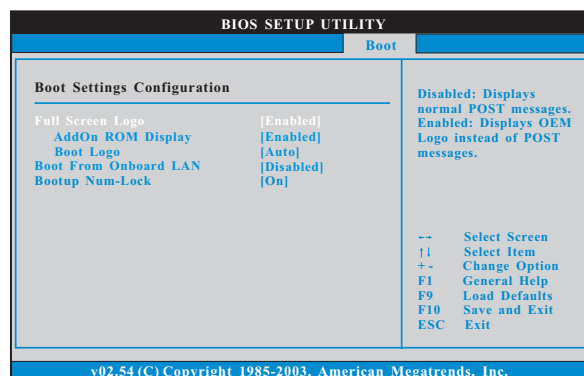 BIOS SETUP UTILITY
Boot
Boot Settings Configuration
Full Screen Logo [Enabled]
AddOn ROM Display [Enabled]
Boot Logo [Auto]
Boot From Onboard LAN [Disabled]
Bootup Num-Lock [On]
Disabled: Displays
normal POST messages.
Enabled: Displays OEM
Logo instead of POST
messages.
←→ Select Screen
↑↓ Select Item
+ - Change Option
F1 General Help
F9 Load Defaults
F10 Save and Exit
ESC Exit
v02.54 (C) Copyright 1985-2003, American Megatrends, Inc.